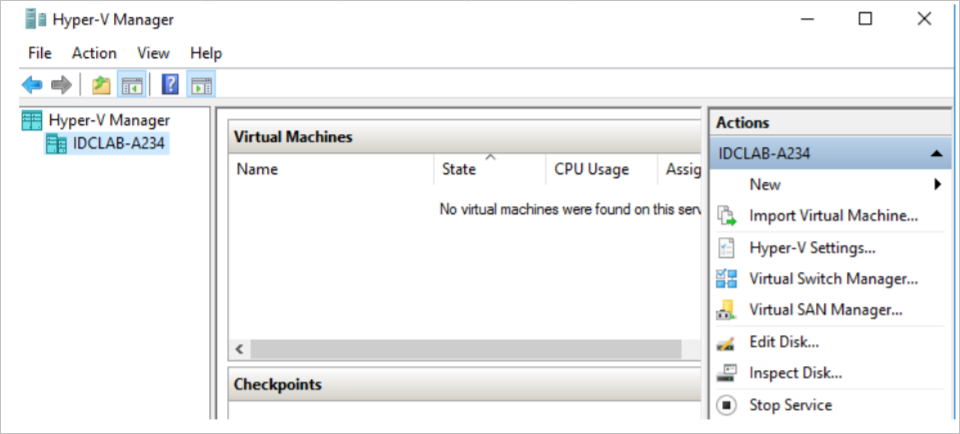 Hyper-V Manager
File Action View Help
Hyper-V Manager
IDCLAB-A234
Virtual Machines
Name State CPU Usage Assig
No virtual machines were found on this serv
Checkpoints
Actions
IDCLAB-A234
New
Import Virtual Machine...
Hyper-V Settings...
Virtual Switch Manager...
Virtual SAN Manager...
Edit Disk...
Inspect Disk...
Stop Service